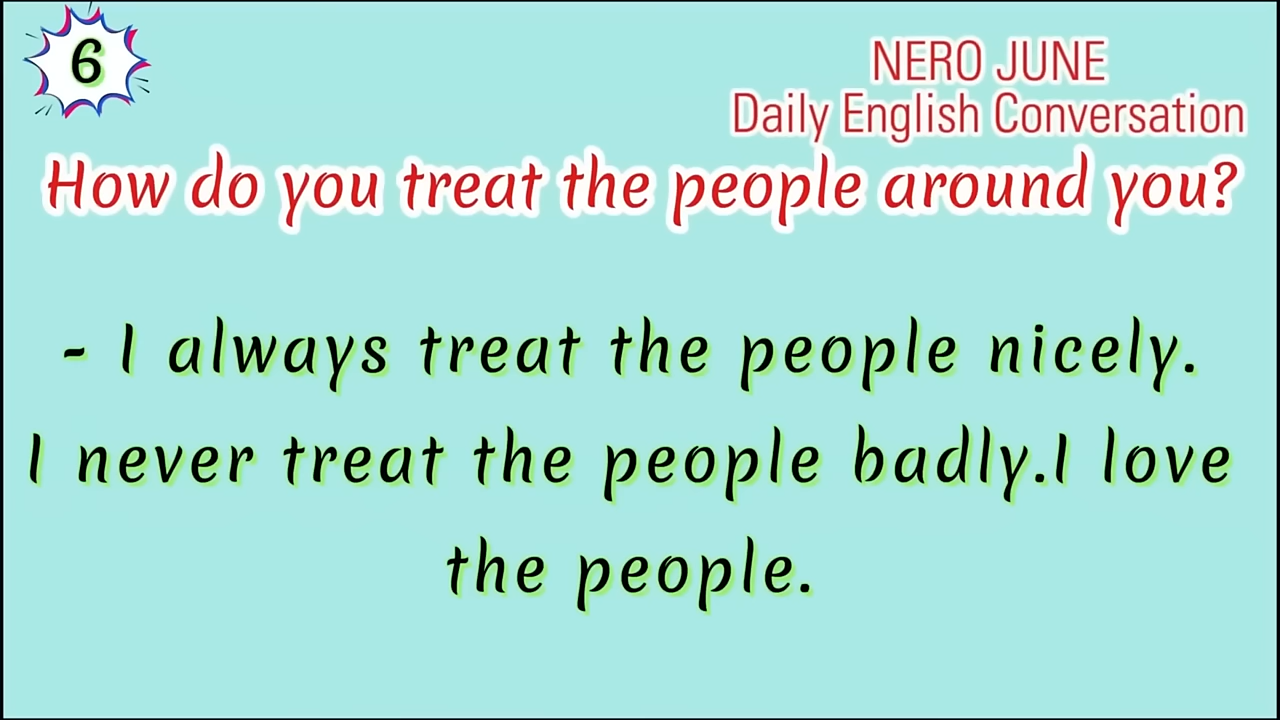 6
NERO JUNE
Daily English Conversation
How do you treat the people around you?
- I always treat the people nicely.
I never treat the people badly.I love
the people.